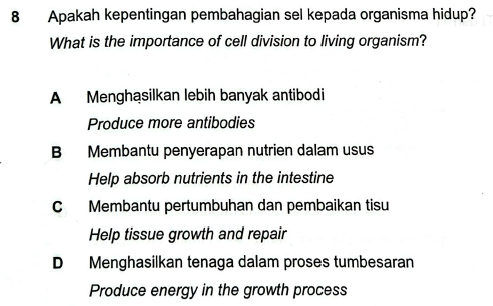 8 Apakah kepentingan pembahagian sel kepada organisma hidup?
What is the importance of cell division to living organism?
A Menghasilkan lebih banyak antibodi
Produce more antibodies
B Membantu penyerapan nutrien dalam usus
Help absorb nutrients in the intestine
C Membantu pertumbuhan dan pembaikan tisu
Help tissue growth and repair
D Menghasilkan tenaga dalam proses tumbesaran
Produce energy in the growth process